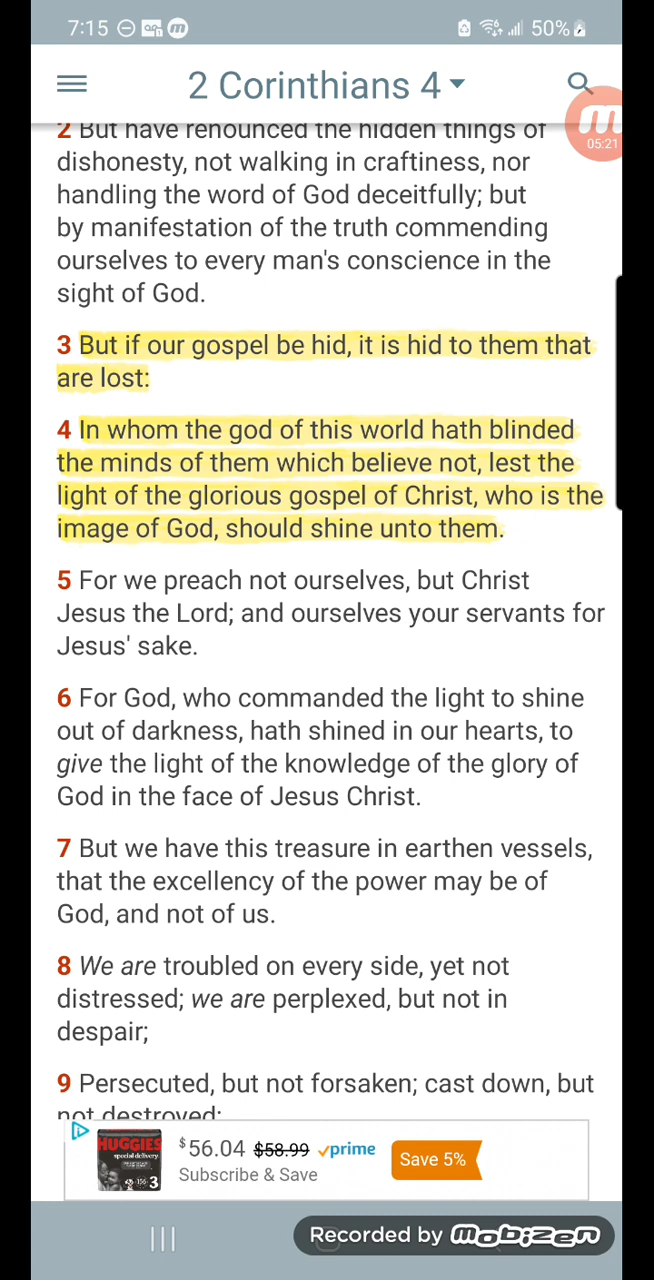 7:15 50%
2 Corinthians 4
m
05:21
2 But have renounced the hidden things of
dishonesty, not walking in craftiness, nor
handling the word of God deceitfully; but
by manifestation of the truth commending
ourselves to every man's conscience in the
sight of God.
3 But if our gospel be hid, it is hid to them that
are lost:
4 In whom the god of this world hath blinded
the minds of them which believe not, lest the
light of the glorious gospel of Christ, who is the
image of God, should shine unto them.
5 For we preach not ourselves, but Christ
Jesus the Lord; and ourselves your servants for
Jesus' sake.
6 For God, who commanded the light to shine
out of darkness, hath shined in our hearts, to
give the light of the knowledge of the glory of
God in the face of Jesus Christ.
7 But we have this treasure in earthen vessels,
that the excellency of the power may be of
God, and not of us.
8 We are troubled on every side, yet not
distressed; we are perplexed, but not in
despair;
9 Persecuted, but not forsaken; cast down, but
not destroyed;
HUGGIES
special delivery
156 3
$56.04 $58.99 prime
Subscribe & Save
Save 5%
Recorded by mobizen